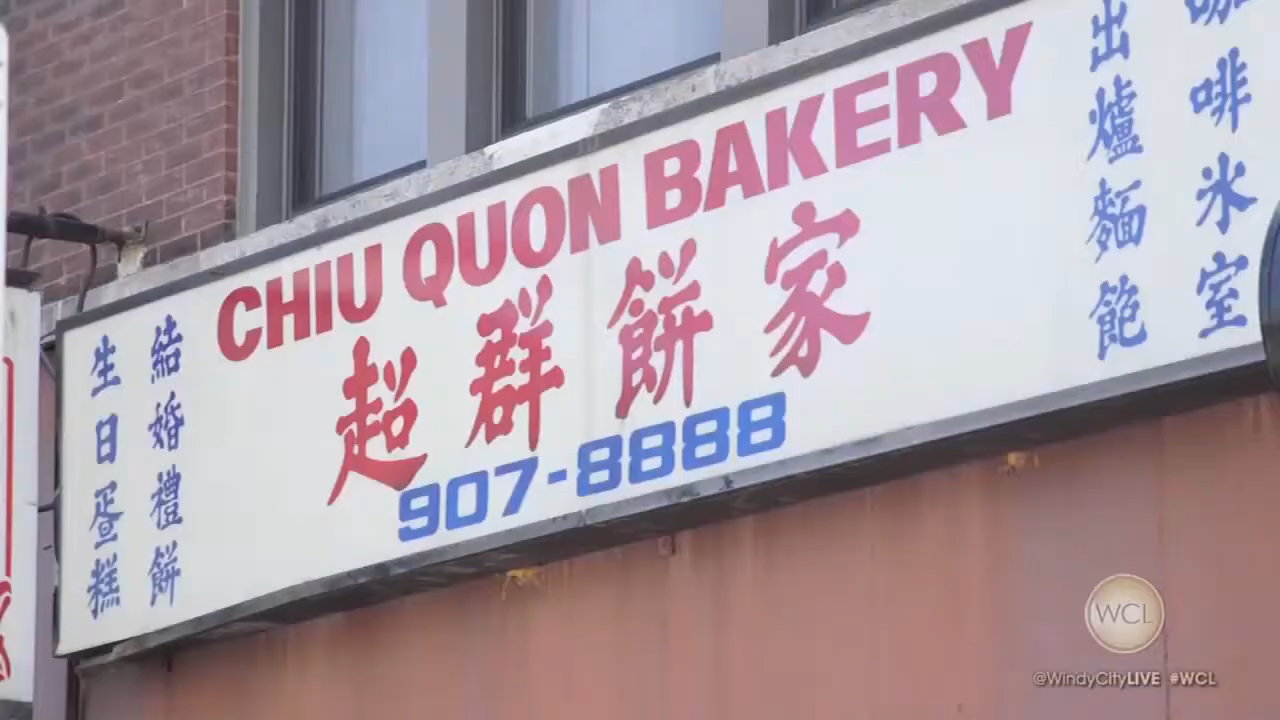 CHIU QUON BAKERY
超群餅家
907-8888
結婚禮餅
生日蛋糕
咖啡冰室
出爐麵飽
WCL
@WindyCityLIVE #WCL